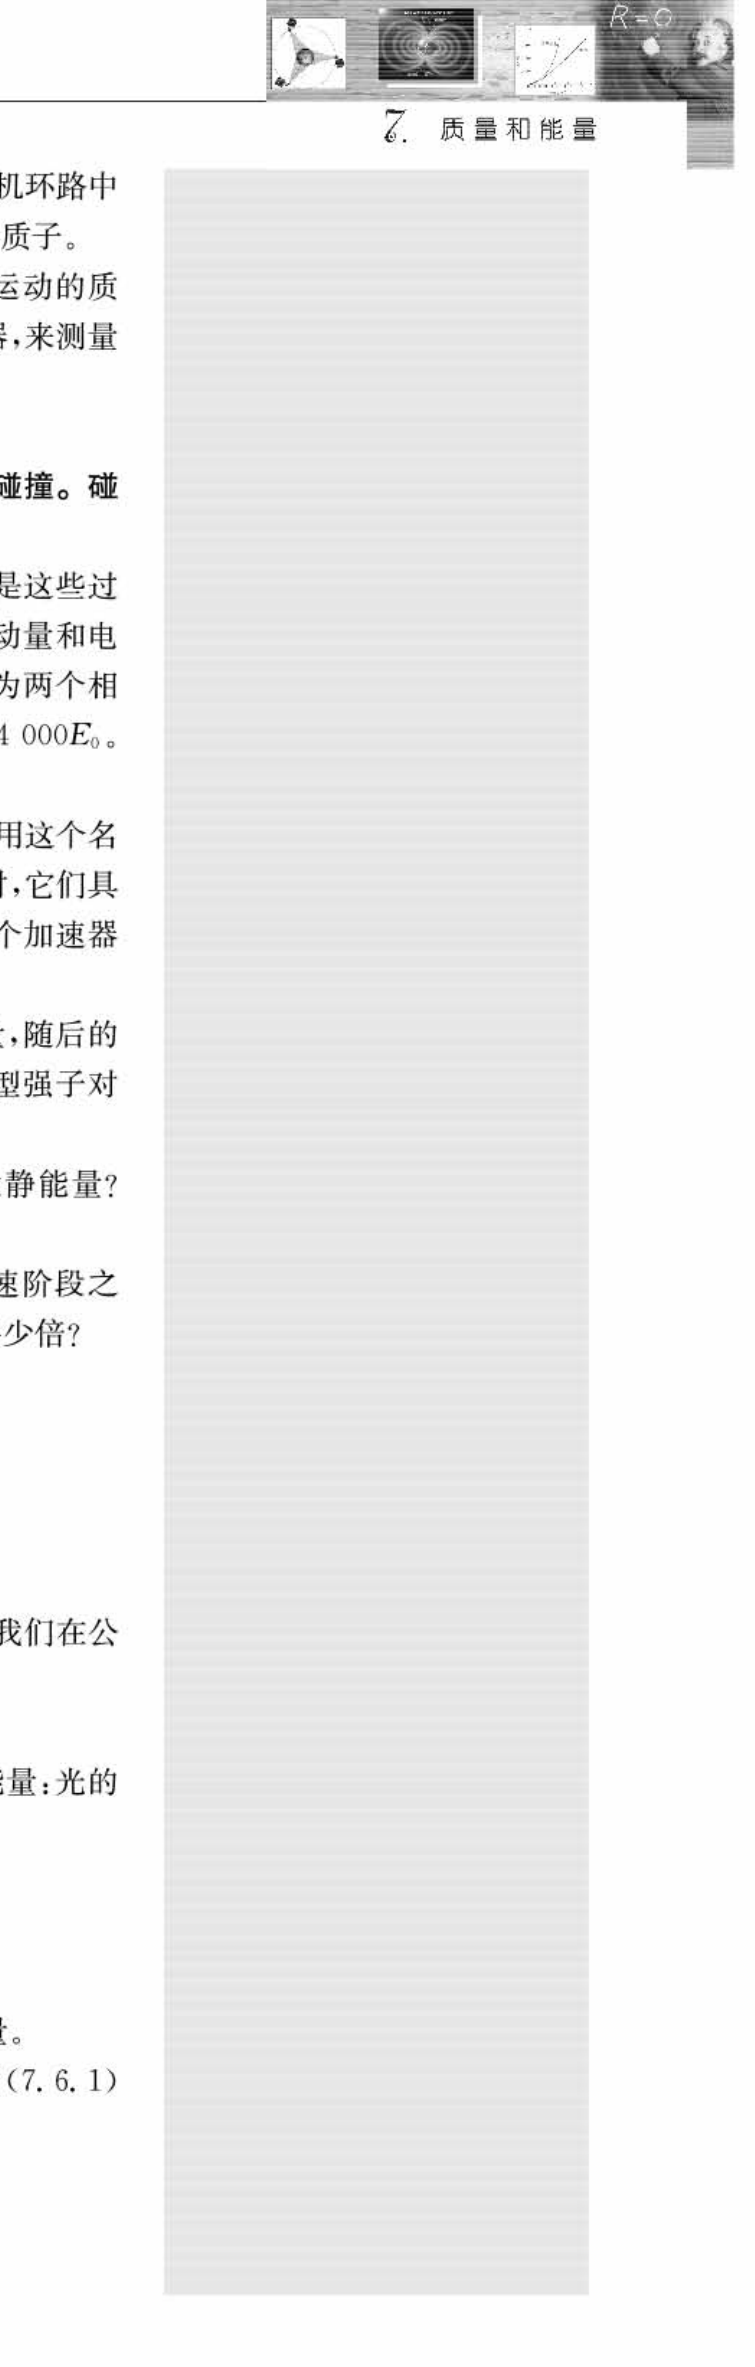 R=0
7. 质量和能量
机环路中
质子。
运动的质
器,来测量
碰撞。碰
是这些过
动量和电
为两个相
4 000E₀。
用这个名
时,它们具
个加速器
,随后的
型强子对
静能量?
速阶段之
少倍?
我们在公
能量:光的
量。
(7.6.1)